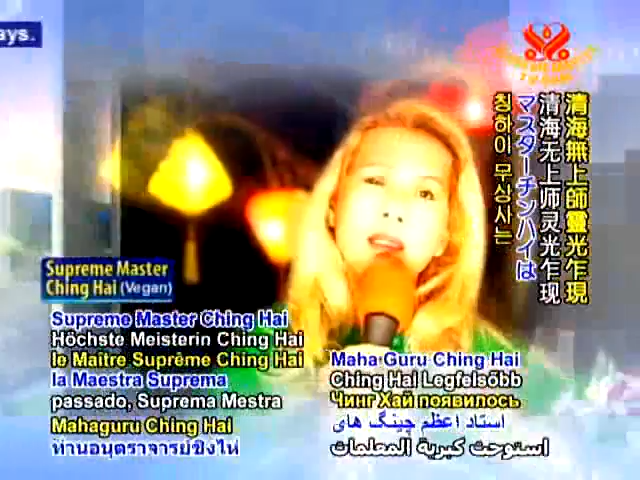 ays.
清海無上師靈光乍現
清海无上师灵光乍现
マスターチンハイは
칭하이 무상사는
Supreme Master
Ching Hai (Vegan)
Supreme Master Ching Hai
Höchste Meisterin Ching Hai
le Maître Suprême Ching Hai
la Maestra Suprema
passado, Suprema Mestra
Mahaguru Ching Hai
ท่านอนุตราจารย์ชิงไห่
Maha Guru Ching Hai
Ching Hai Legfelsőbb
Чинг Хай появилось
استاد اعظم چینگ های